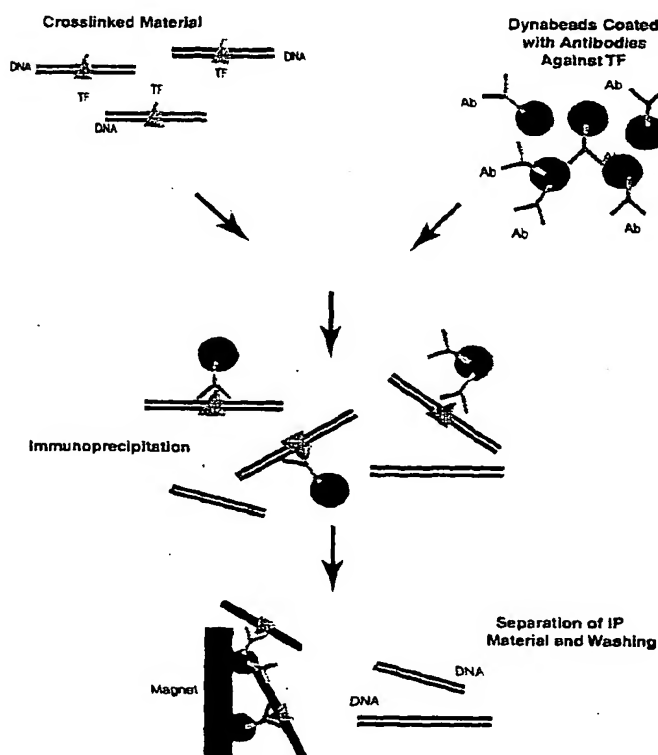 Crosslinked Material
DNA
TF
TF
DNA
TF
DNA
Dynabeads Coated
with Antibodies
Against TF
Ab
Ab
Ab
Ab
Ab
Ab
Immunoprecipitation
Separation of IP
Material and Washing
Magnet
DNA
DNA